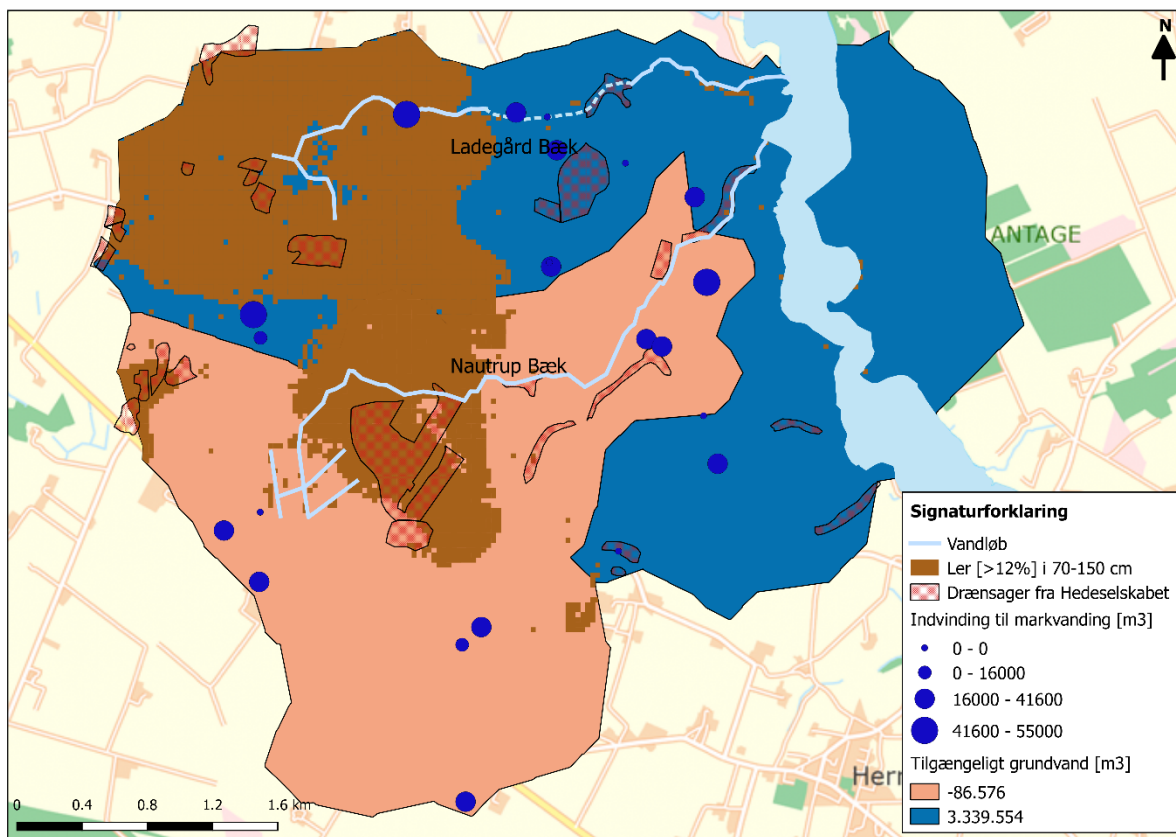 N
Ladegård Bæk
ANTAGE
Nautrup Bæk
Signaturforklaring
Vandløb
Ler [>12%] i 70-150 cm
Drænsager fra Hedeselskabet
Indvinding til markvanding [m3]
0 - 0
0 - 16000
16000 - 41600
41600 - 55000
Tilgængeligt grundvand [m3]
-86.576
3.339.554
Herr
0 0.4 0.8 1.2 1.6 km